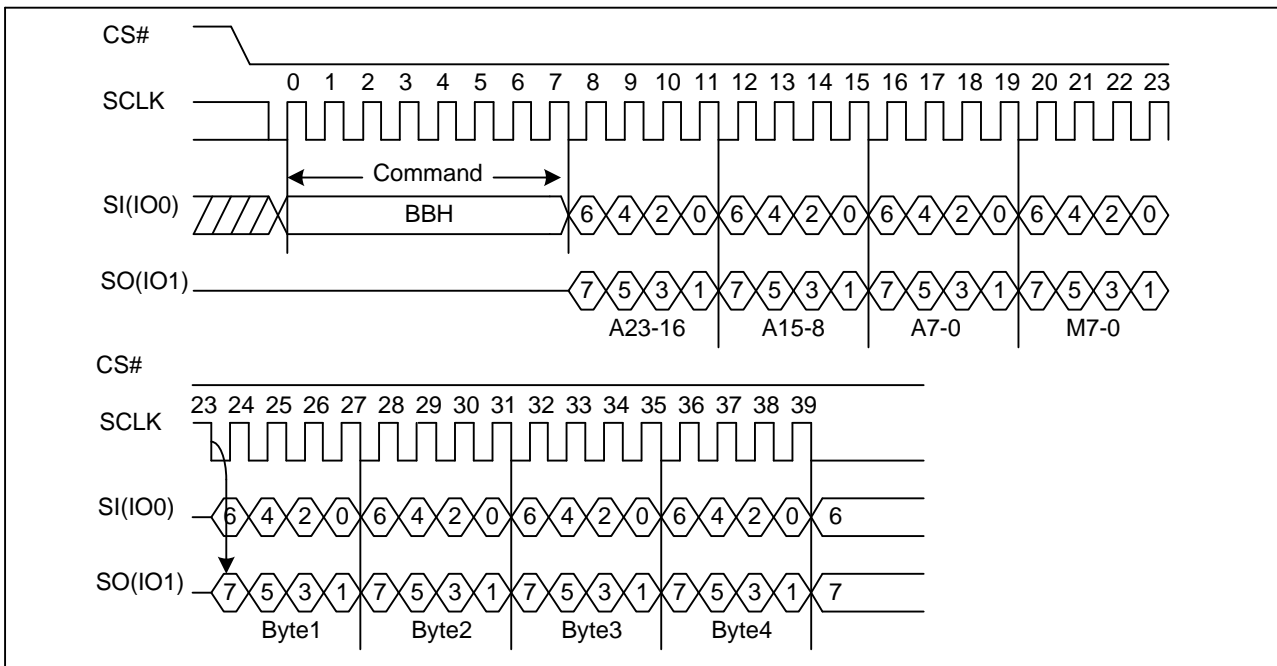 CS#
0 1 2 3 4 5 6 7 8 9 10 11 12 13 14 15 16 17 18 19 20 21 22 23
SCLK
Command
SI(IO0)
BBH
6 4 2 0 6 4 2 0 6 4 2 0 6 4 2 0
SO(IO1)
7 5 3 1 7 5 3 1 7 5 3 1 7 5 3 1
A23-16 A15-8 A7-0 M7-0
CS#
23 24 25 26 27 28 29 30 31 32 33 34 35 36 37 38 39
SCLK
SI(IO0)
6 4 2 0 6 4 2 0 6 4 2 0 6 4 2 0 6
SO(IO1)
7 5 3 1 7 5 3 1 7 5 3 1 7 5 3 1 7
Byte1 Byte2 Byte3 Byte4